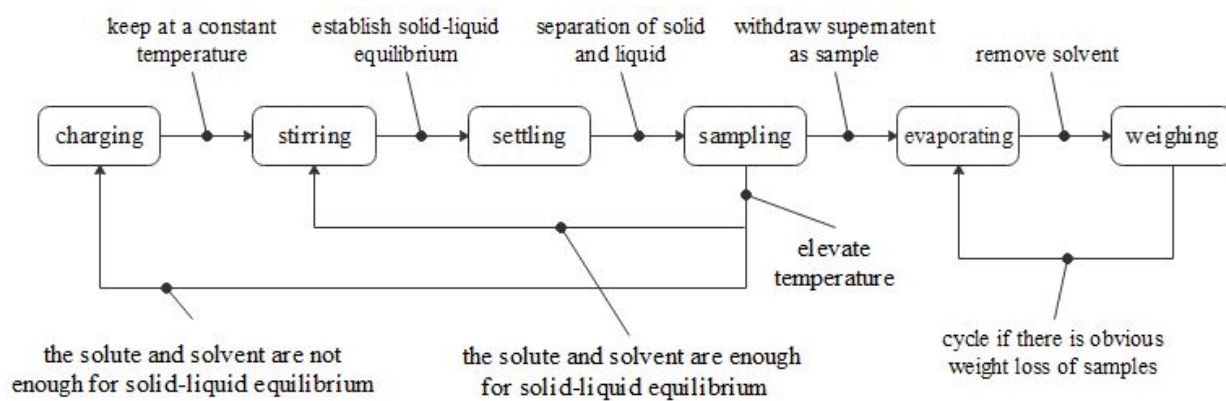 keep at a constant
temperature
establish solid-liquid
equilibrium
separation of solid
and liquid
withdraw supernatent
as sample
remove solvent
charging
stirring
settling
sampling
evaporating
weighing
elevate
temperature
the solute and solvent are not
enough for solid-liquid equilibrium
the solute and solvent are enough
for solid-liquid equilibrium
cycle if there is obvious
weight loss of samples